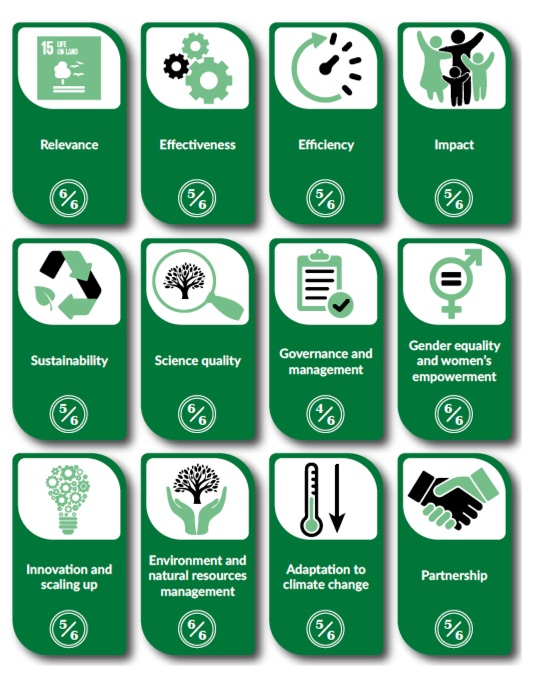 15 LIFE
ON LAND
Relevance
6/6
Effectiveness
5/6
Efficiency
5/6
Impact
5/6
Sustainability
5/6
Science quality
6/6
Governance and
management
4/6
Gender equality
and women's
empowerment
6/6
Innovation and
scaling up
5/6
Environment and
natural resources
management
6/6
Adaptation to
climate change
5/6
Partnership
5/6